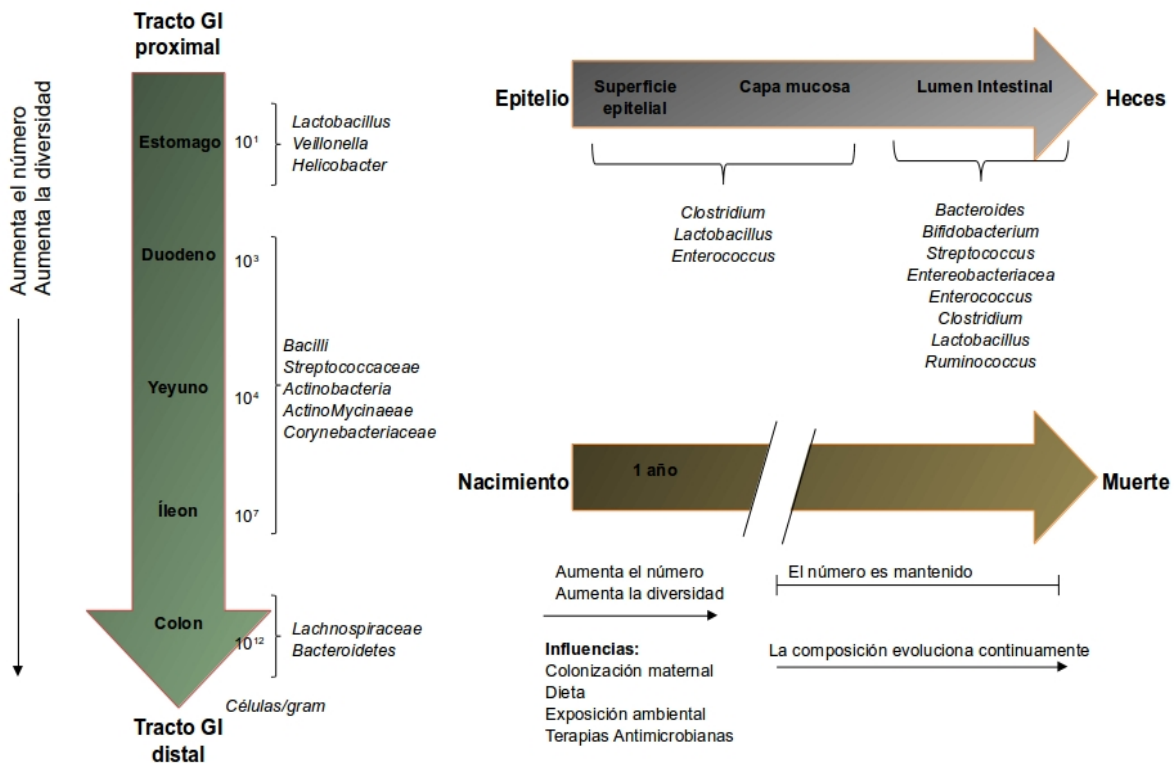 Tracto GI
proximal
Aumenta el número
Aumenta la diversidad
Estomago
10¹
Lactobacillus
Veillonella
Helicobacter
Duodeno
10³
Yeyuno
10⁴
Íleon
10⁷
Bacilli
Streptococcaceae
Actinobacteria
ActinoMycinaeae
Corynebacteriaceae
Colon
10¹²
Lachnospiraceae
Bacteroidetes
Células/gram
Tracto GI
distal
Epitelio
Superficie
epitelial
Capa mucosa
Lumen Intestinal
Heces
Clostridium
Lactobacillus
Enterococcus
Bacteroides
Bifidobacterium
Streptococcus
Entereobacteriacea
Enterococcus
Clostridium
Lactobacillus
Ruminococcus
Nacimiento
1 año
Muerte
Aumenta el número
Aumenta la diversidad
El número es mantenido
Influencias:
Colonización maternal
Dieta
Exposición ambiental
Terapias Antimicrobianas
La composición evoluciona continuamente